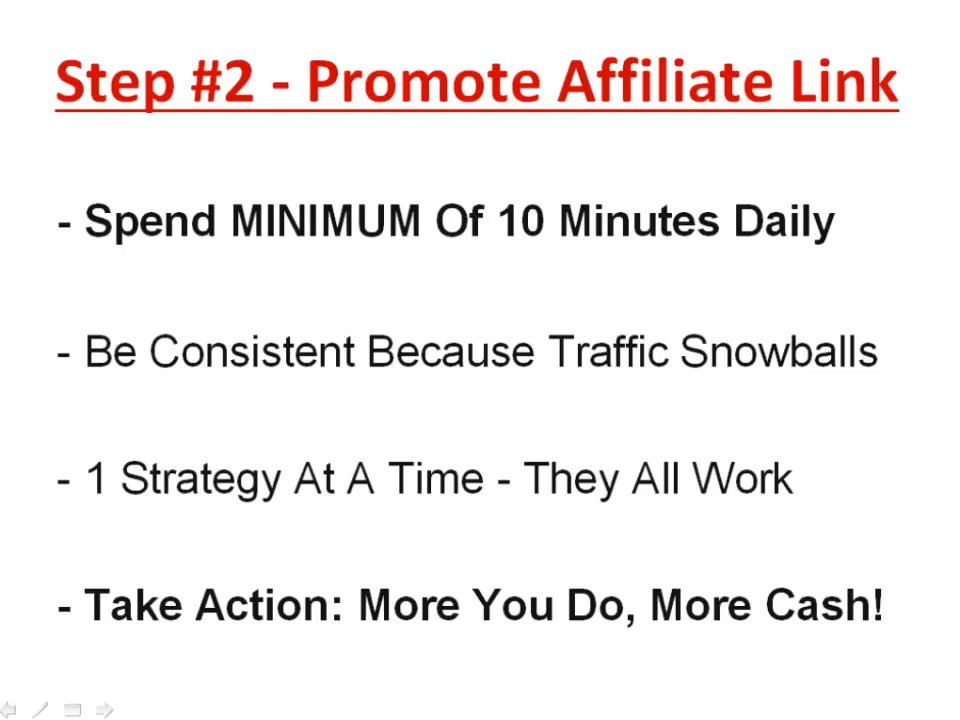 Step #2 - Promote Affiliate Link
- Spend MINIMUM Of 10 Minutes Daily
- Be Consistent Because Traffic Snowballs
- 1 Strategy At A Time - They All Work
- Take Action: More You Do, More Cash!